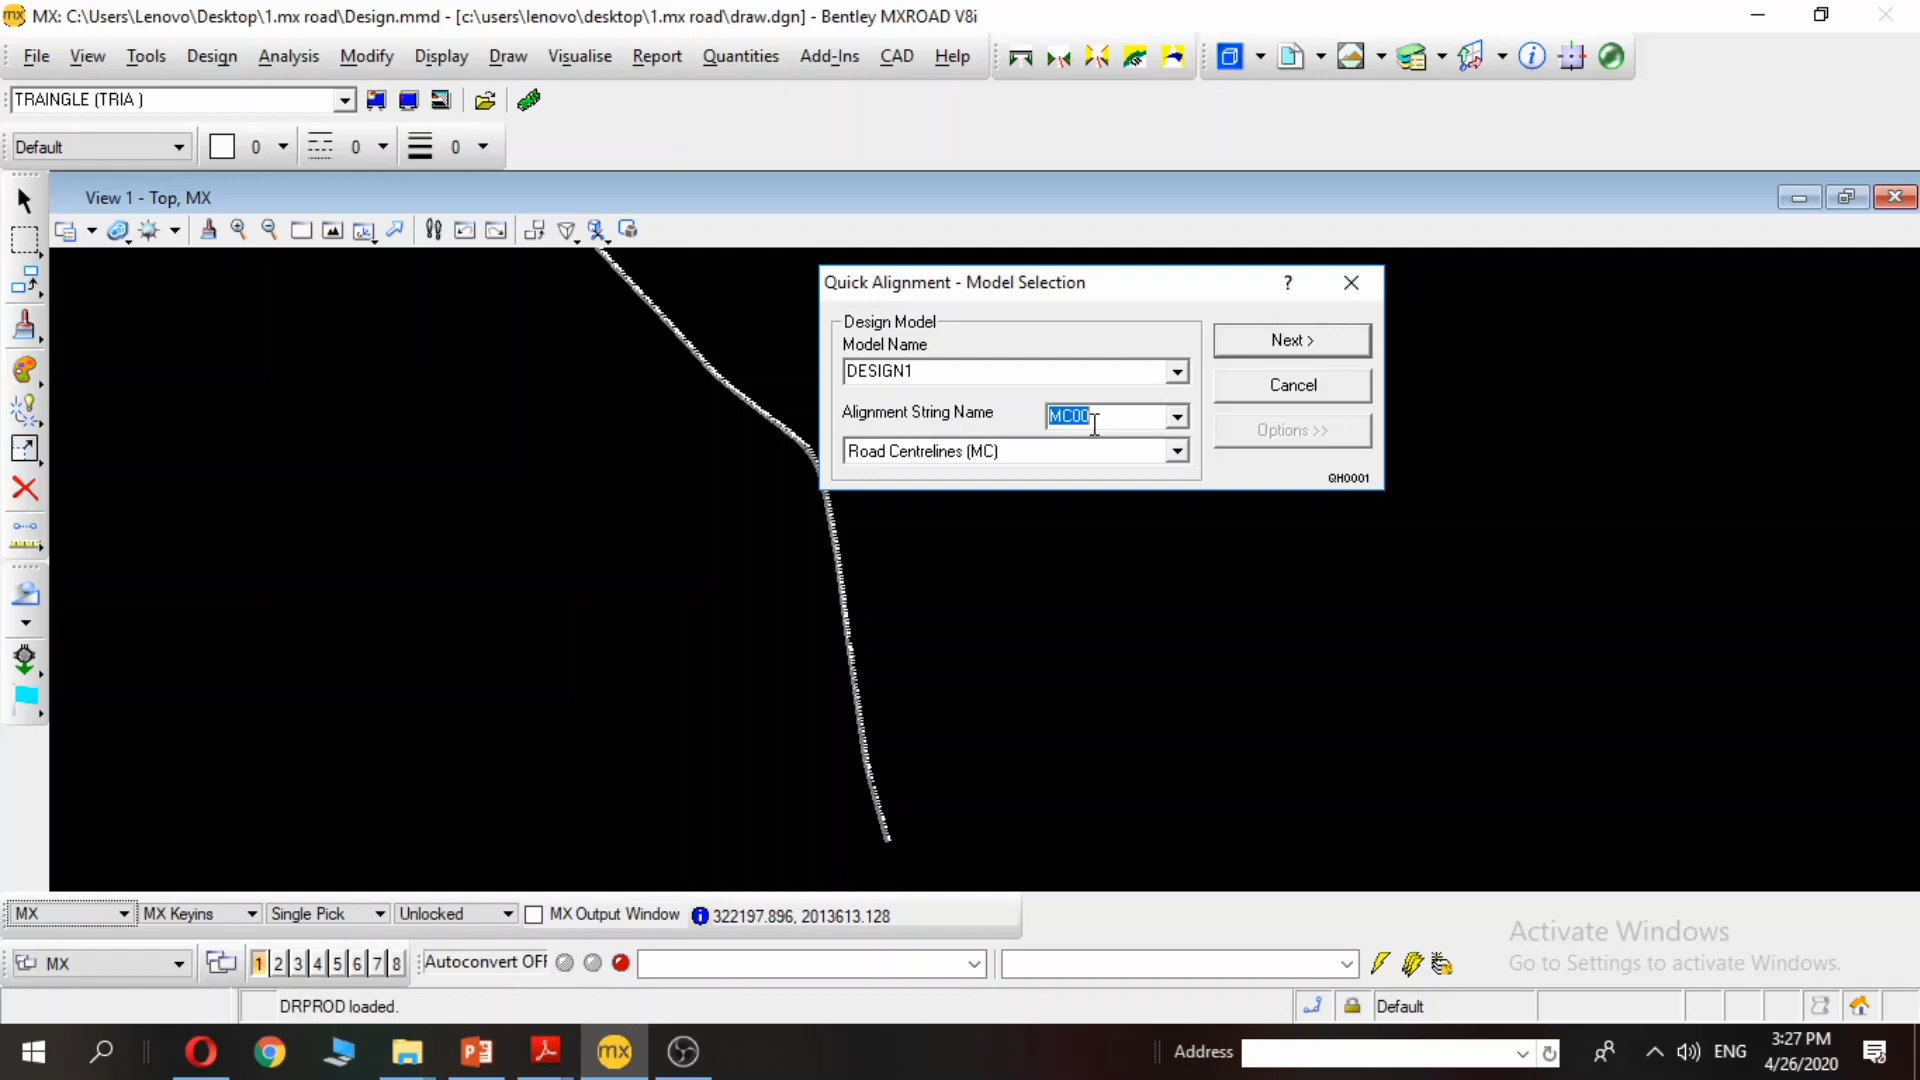 mx MX: C:\Users\Lenovo\Desktop\1.mx road\Design.mmd - [c:\users\lenovo\desktop\1.mx road\draw.dgn] - Bentley MXROAD V8i
File View Tools Design Analysis Modify Display Draw Visualise Report Quantities Add-Ins CAD Help
TRAINGLE (TRIA )
Default 0 0 0
View 1 - Top, MX
Quick Alignment - Model Selection ?
Design Model
Model Name
DESIGN1
Next >
Alignment String Name MC00
Cancel
Road Centrelines (MC)
Options >>
QH0001
MX MX Keyins Single Pick Unlocked MX Output Window 322197.896, 2013613.128
MX 1 2 3 4 5 6 7 8 Autoconvert OFF
Activate Windows
Go to Settings to activate Windows.
DRPROD loaded. Default
mx Address ENG 3:27 PM
4/26/2020